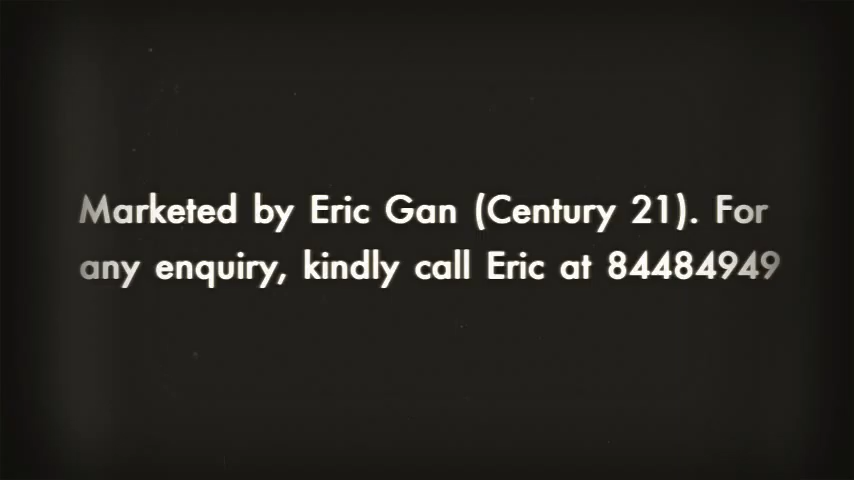 Marketed by Eric Gan (Century 21). For
any enquiry, kindly call Eric at 84484949